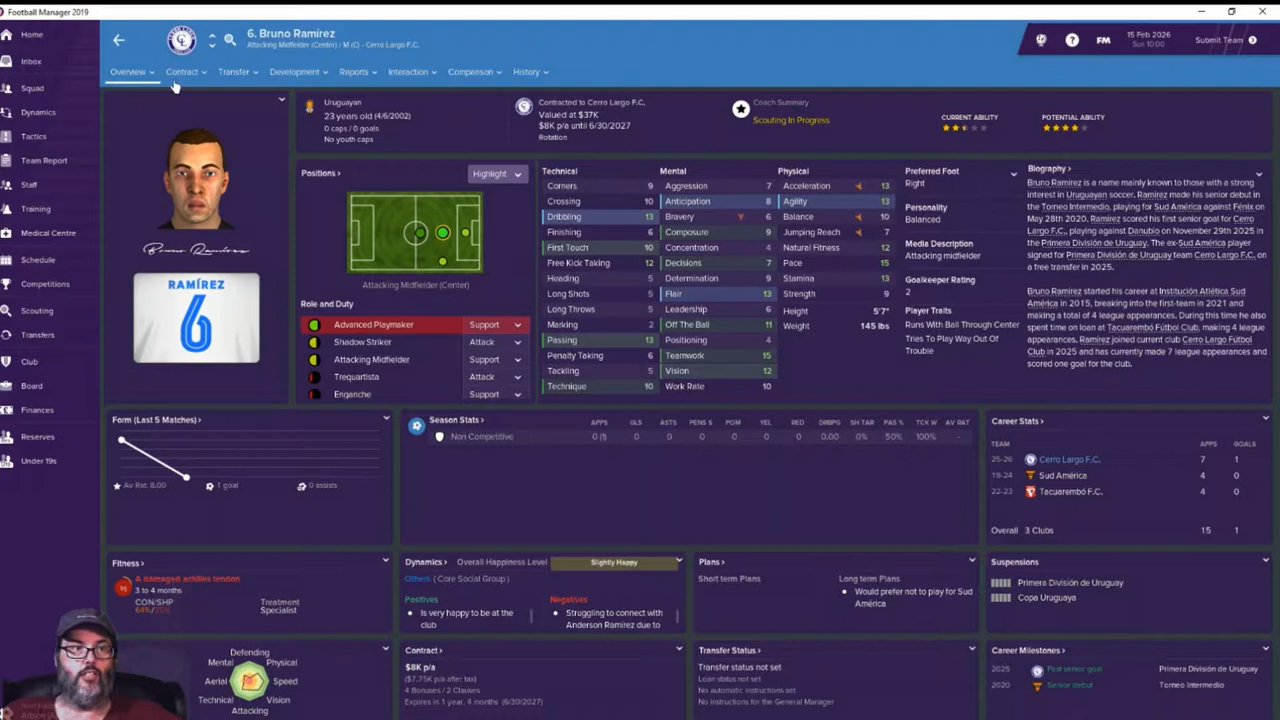 Football Manager 2019
Home
Inbox
Squad
Dynamics
Tactics
Team Report
Staff
Training
Medical Centre
Schedule
Competitions
Scouting
Transfers
Club
Board
Finances
Reserves
Under 19s
6. Bruno Ramírez
Attacking Midfielder (Center) / M (C) - Cerro Largo F.C.
15 Feb 2026
Sun 10:00
Submit Team
FM
Overview
Contract
Transfer
Development
Reports
Interaction
Comparison
History
Bruno Ramírez
RAMÍREZ
6
Uruguayan
23 years old (4/6/2002)
0 caps / 0 goals
No youth caps
Contracted to Cerro Largo F.C.
Valued at $37K
$8K p/a until 6/30/2027
Rotation
Coach Summary
Scouting In Progress
CURRENT ABILITY
POTENTIAL ABILITY
Positions
Highlight
Attacking Midfielder (Center)
Role and Duty
Advanced Playmaker Support
Shadow Striker Attack
Attacking Midfielder Support
Trequartista Attack
Enganche Support
Technical
Corners 9
Crossing 10
Dribbling 13
Finishing 6
First Touch 10
Free Kick Taking 12
Heading 5
Long Shots 5
Long Throws 5
Marking 2
Passing 13
Penalty Taking 6
Tackling 5
Technique 10
Mental
Aggression 7
Anticipation 8
Bravery 6
Composure 9
Concentration 4
Decisions 7
Determination 9
Flair 13
Leadership 6
Off The Ball 11
Positioning 4
Teamwork 15
Vision 12
Work Rate 10
Physical
Acceleration 13
Agility 13
Balance 10
Jumping Reach 7
Natural Fitness 12
Pace 15
Stamina 13
Strength 9
Height 5'7"
Weight 145 lbs
Preferred Foot
Right
Personality
Balanced
Media Description
Attacking midfielder
Goalkeeper Rating
2
Player Traits
Runs With Ball Through Center
Tries To Play Way Out Of
Trouble
Biography
Bruno Ramírez is a name mainly known to those with a strong
interest in Uruguayan soccer. Ramírez made his senior debut in
the Torneo Intermedio, playing for Sud América against Fénix on
May 28th 2020. Ramírez scored his first senior goal for Cerro
Largo F.C., playing against Danubio on November 29th 2025 in
the Primera División de Uruguay. The ex-Sud América player
signed for Primera División de Uruguay team Cerro Largo F.C. on
a free transfer in 2025.
Bruno Ramírez started his career at Institución Atlética Sud
América in 2015, breaking into the first-team in 2021 and
making a total of 4 league appearances. During this time he also
spent time on loan at Tacuarembó Fútbol Club, making 4 league
appearances. Ramírez joined current club Cerro Largo Fútbol
Club in 2025 and has currently made 7 league appearances and
scored one goal for the club.
Form (Last 5 Matches)
Av Rat: 8.00
1 goal
0 assists
Season Stats
APPS GLS ASTS PENS S POM YEL RED DRBPG SH TAR PAS % TCK W AV RAT
Non Competitive 0 (1) 0 0 0 0 0 0 0.00 0% 50% 100% -
Career Stats
TEAM APPS GOALS
25-26 Cerro Largo F.C. 7 1
19-24 Sud América 4 0
22-23 Tacuarembó F.C. 4 0
Overall 3 Clubs 15 1
Fitness
A damaged achilles tendon
3 to 4 months
CON/SHP
Treatment
Specialist
Dynamics
Overall Happiness Level
Slightly Happy
Others ( Core Social Group )
Positives
Is very happy to be at the
club
Negatives
Struggling to connect with
Anderson Ramírez due to
Plans
Short term Plans
Long term Plans
Would prefer not to play for Sud
América
Suspensions
Primera División de Uruguay
Copa Uruguaya
Defending
Mental Physical
Aerial Speed
Technical Vision
Attacking
Contract
$8K p/a
($7.75K p/a after tax)
4 Bonuses / 2 Clauses
Expires in 1 year, 4 months (6/30/2027)
Transfer Status
Transfer status not set
Loan status not set
No automatic instructions set
No instructions for the General Manager
Career Milestones
2025 First senior goal Primera División de Uruguay
2020 Senior debut Torneo Intermedio